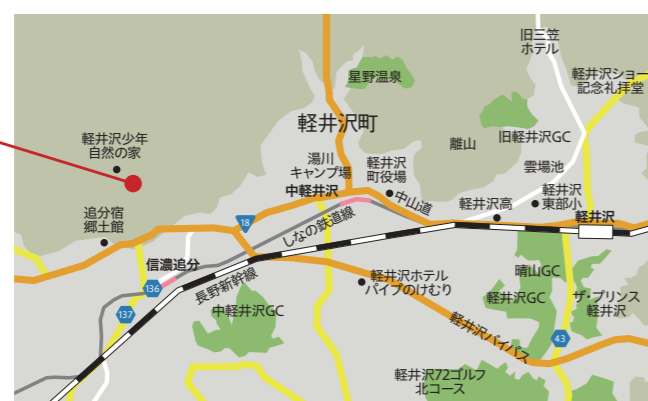 旧三笠
ホテル
軽井沢ショー
記念礼拝堂
星野温泉
軽井沢町
旧軽井沢GC
離山
軽井沢少年
自然の家
湯川
キャンプ場
軽井沢
町役場
雲場池
中軽井沢
軽井沢
東部小
中山道
軽井沢高
軽井沢
追分宿
郷土館
18
しなの鉄道線
信濃追分
晴山GC
長野新幹線
軽井沢ホテル
パイプのけむり
136
軽井沢GC
ザ・プリンス
軽井沢
137
中軽井沢GC
軽井沢バイパス
43
軽井沢72ゴルフ
北コース